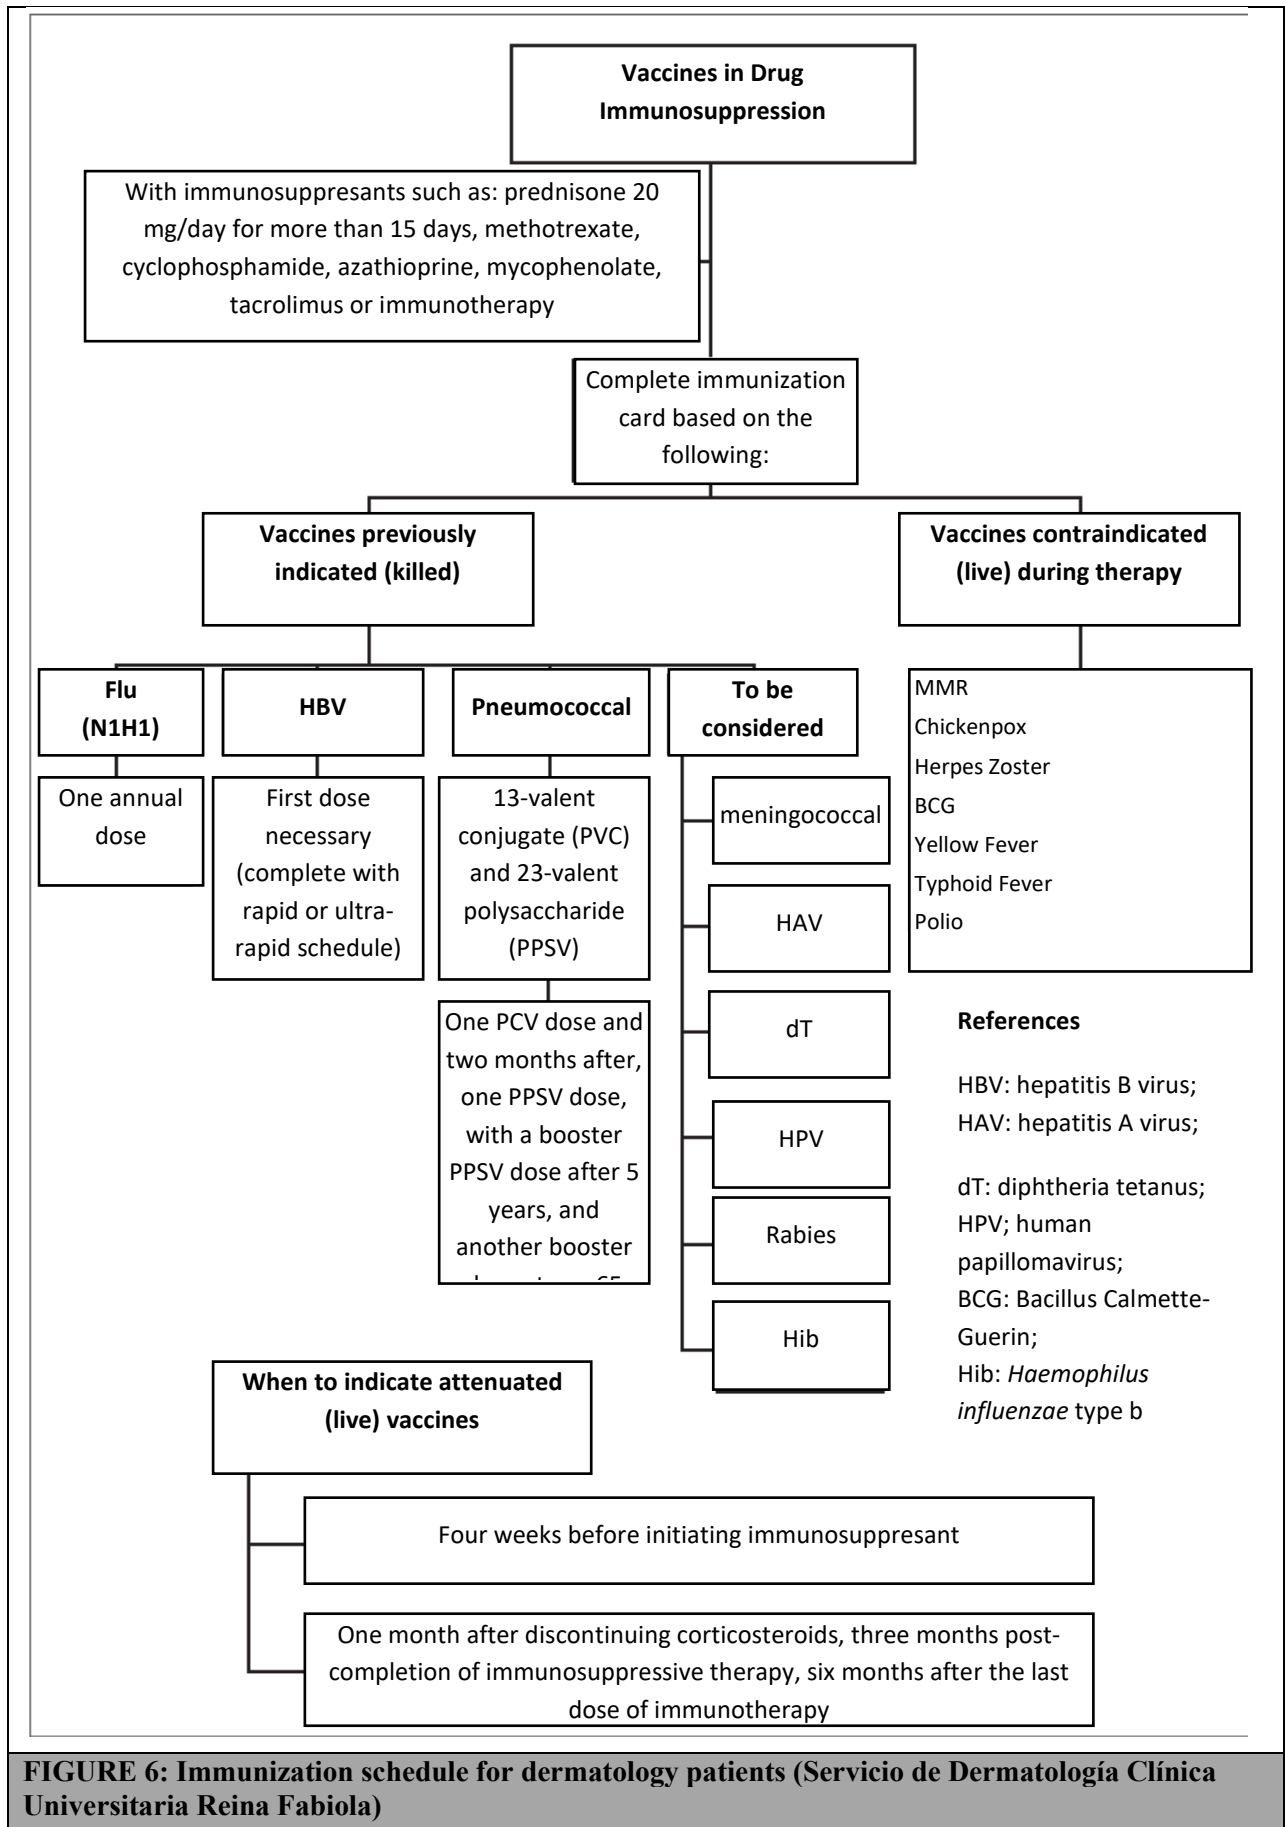 Vaccines in Drug
Immunosuppression
With immunosuppresants such as: prednisone 20
mg/day for more than 15 days, methotrexate,
cyclophosphamide, azathioprine, mycophenolate,
tacrolimus or immunotherapy
Complete immunization
card based on the
following:
Vaccines previously
indicated (killed)
Vaccines contraindicated
(live) during therapy
Flu
(N1H1)
One annual
dose
HBV
First dose
necessary
(complete with
rapid or ultra-
rapid schedule)
Pneumococcal
13-valent
conjugate (PVC)
and 23-valent
polysaccharide
(PPSV)
One PCV dose and
two months after,
one PPSV dose,
with a booster
PPSV dose after 5
years, and
another booster
To be
considered
meningococcal
HAV
dT
HPV
Rabies
Hib
MMR
Chickenpox
Herpes Zoster
BCG
Yellow Fever
Typhoid Fever
Polio
References
HBV: hepatitis B virus;
HAV: hepatitis A virus;
dT: diphtheria tetanus;
HPV; human
papillomavirus;
BCG: Bacillus Calmette-
Guerin;
Hib: Haemophilus
influenzae type b
When to indicate attenuated
(live) vaccines
Four weeks before initiating immunosuppresant
One month after discontinuing corticosteroids, three months post-
completion of immunosuppressive therapy, six months after the last
dose of immunotherapy
FIGURE 6: Immunization schedule for dermatology patients (Servicio de Dermatología Clínica
Universitaria Reina Fabiola)